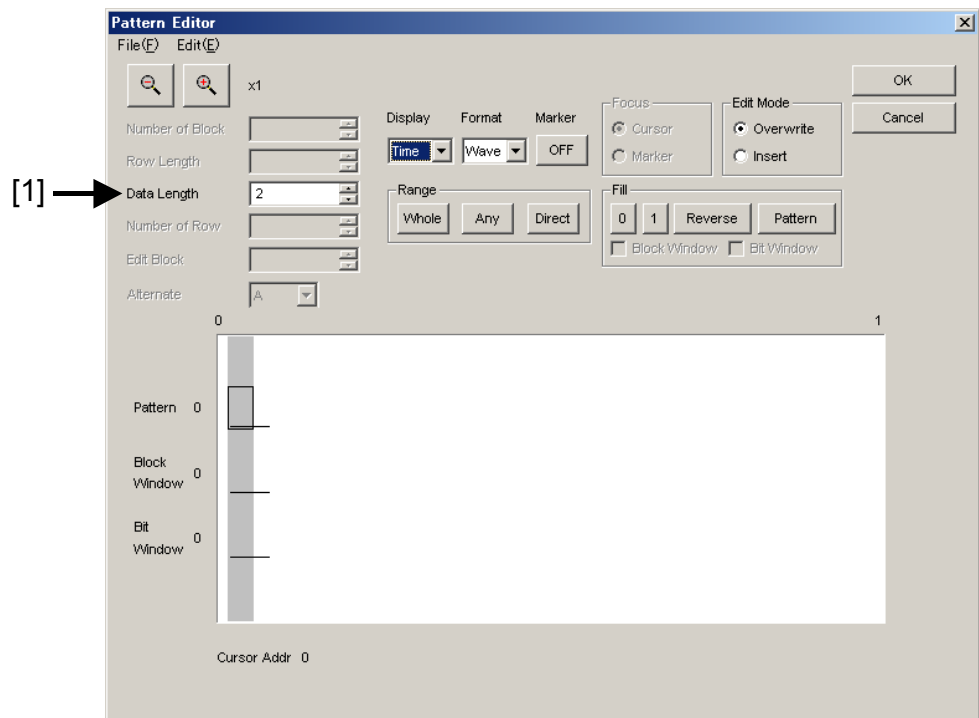 Pattern Editor
File(F) Edit(E)
x1
OK
Cancel
Number of Block
Row Length
[1] Data Length 2
Number of Row
Edit Block
Alternate A
Display Format Marker
Time Wave OFF
Range
Whole Any Direct
Focus
Cursor
Marker
Edit Mode
Overwrite
Insert
Fill
0 1 Reverse Pattern
Block Window Bit Window
0 1
Pattern 0
Block
Window 0
Bit
Window 0
Cursor Addr 0